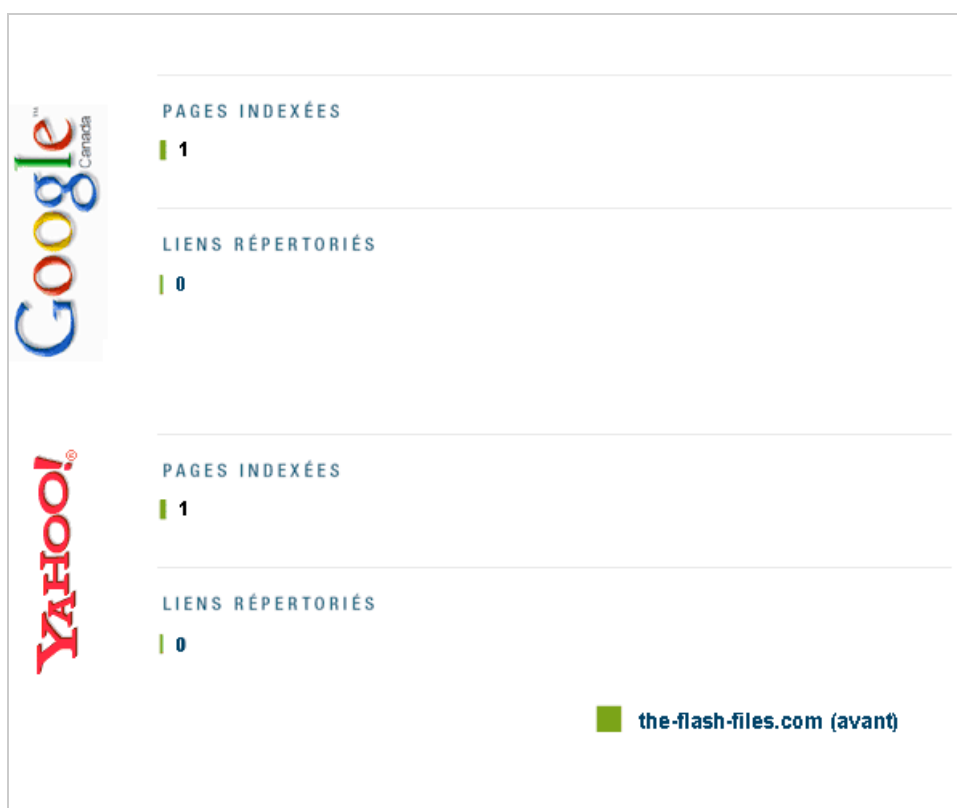 Google™
Canada
PAGES INDEXÉES
1
LIENS RÉPERTORIÉS
0
YAHOO!®
PAGES INDEXÉES
1
LIENS RÉPERTORIÉS
0
the-flash-files.com (avant)